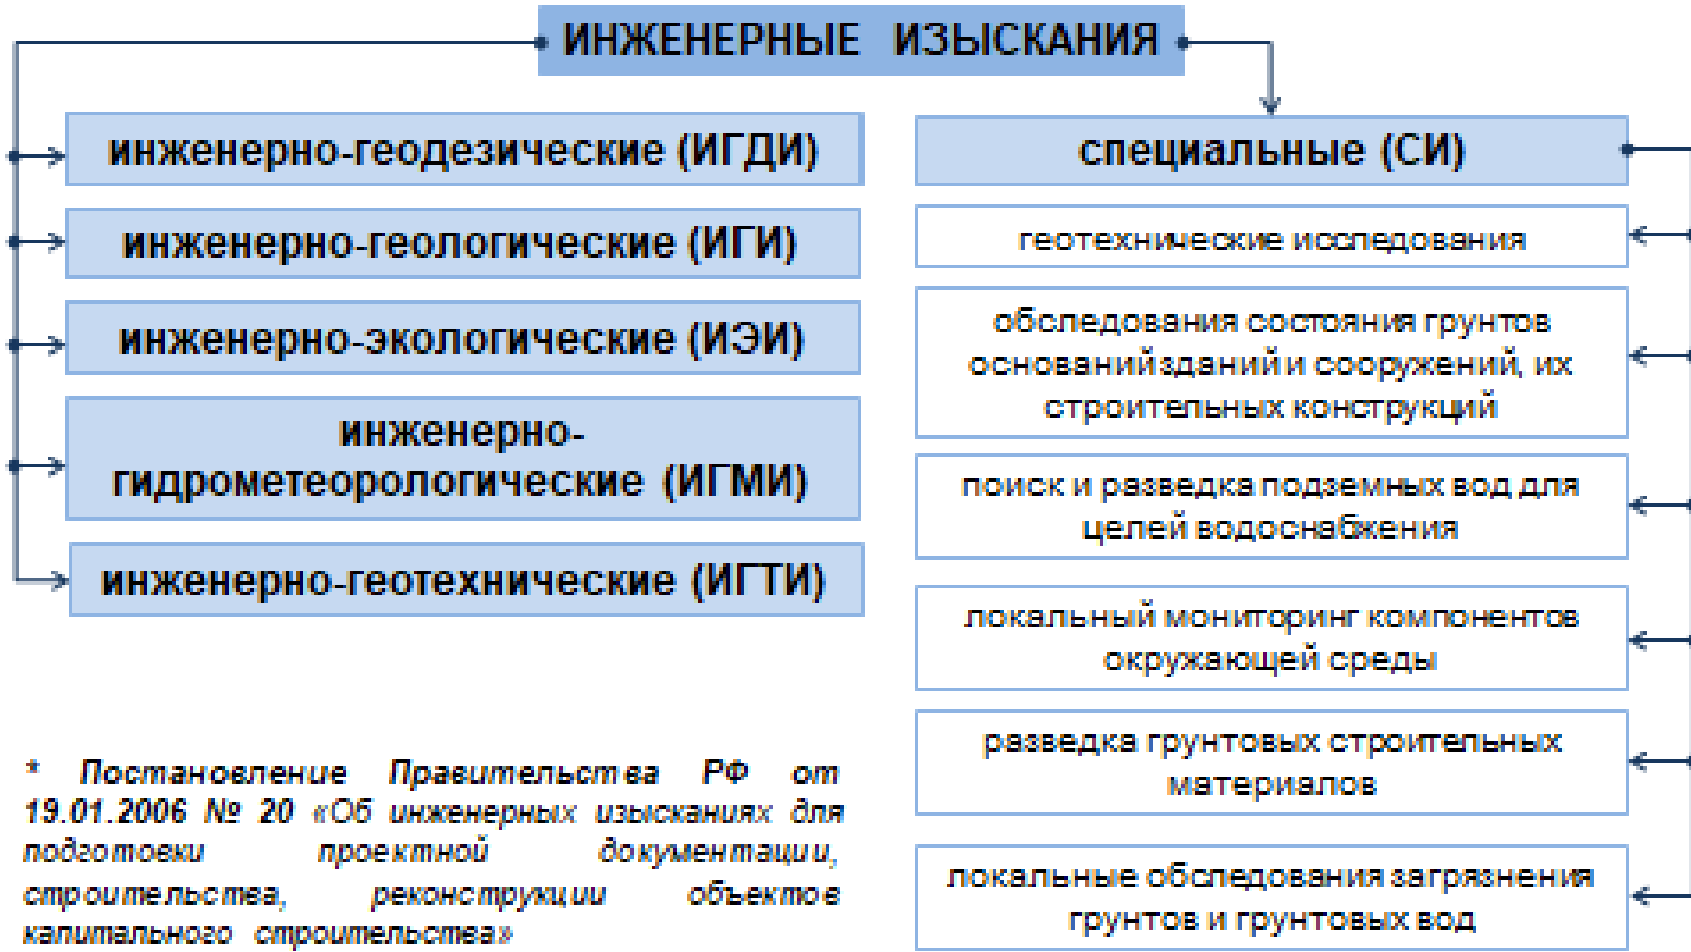 ИНЖЕНЕРНЫЕ ИЗЫСКАНИЯ
инженерно-геодезические (ИГДИ)
инженерно-геологические (ИГИ)
инженерно-экологические (ИЭИ)
инженерно-
гидрометеорологические (ИГМИ)
инженерно-геотехнические (ИГТИ)
* Постановление Правительства РФ от
19.01.2006 № 20 «Об инженерных изысканиях для
подготовки проектной документации,
строительства, реконструкции объектов
капитального строительства»
специальные (СИ)
геотехнические исследования
обследования состояния грунтов
оснований зданий и сооружений, их
строительных конструкций
поиск и разведка подземных вод для
целей водоснабжения
локальный мониторинг компонентов
окружающей среды
разведка грунтовых строительных
материалов
локальные обследования загрязнения
грунтов и грунтовых вод